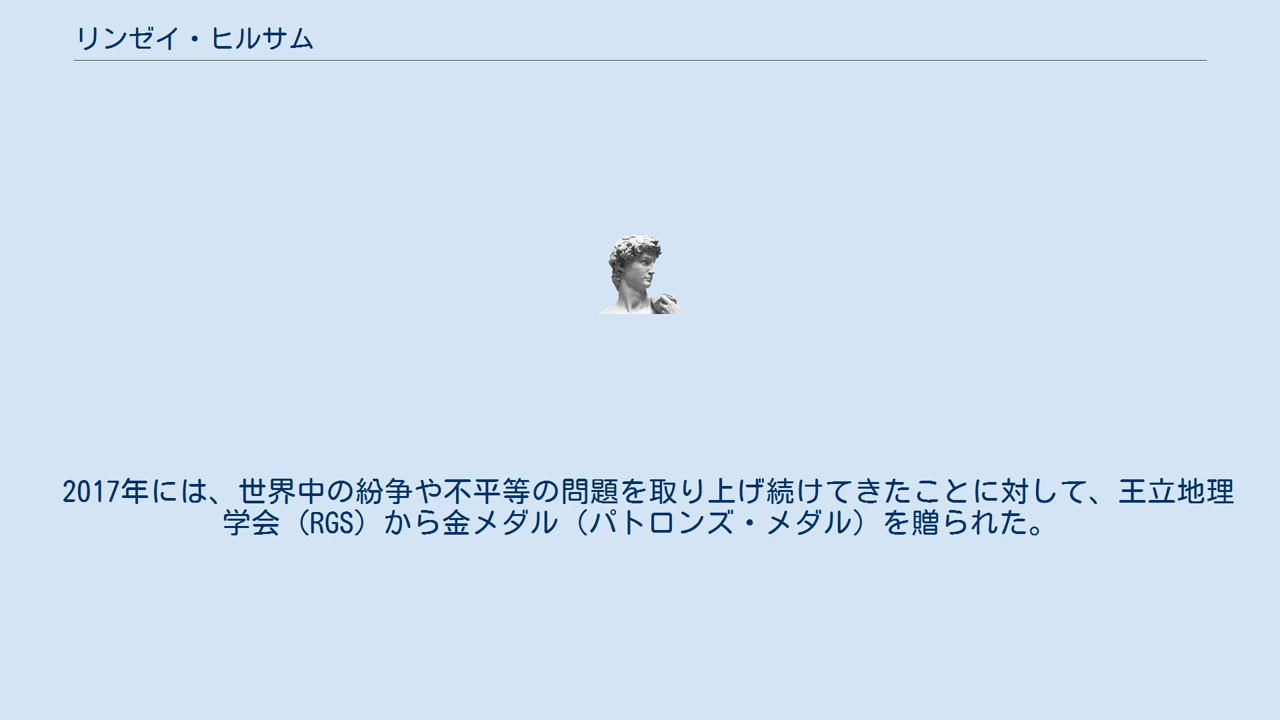 リンゼイ・ヒルサム
2017年には、世界中の紛争や不平等の問題を取り上げ続けてきたことに対して、王立地理
学会（RGS）から金メダル（パトロンズ・メダル）を贈られた。